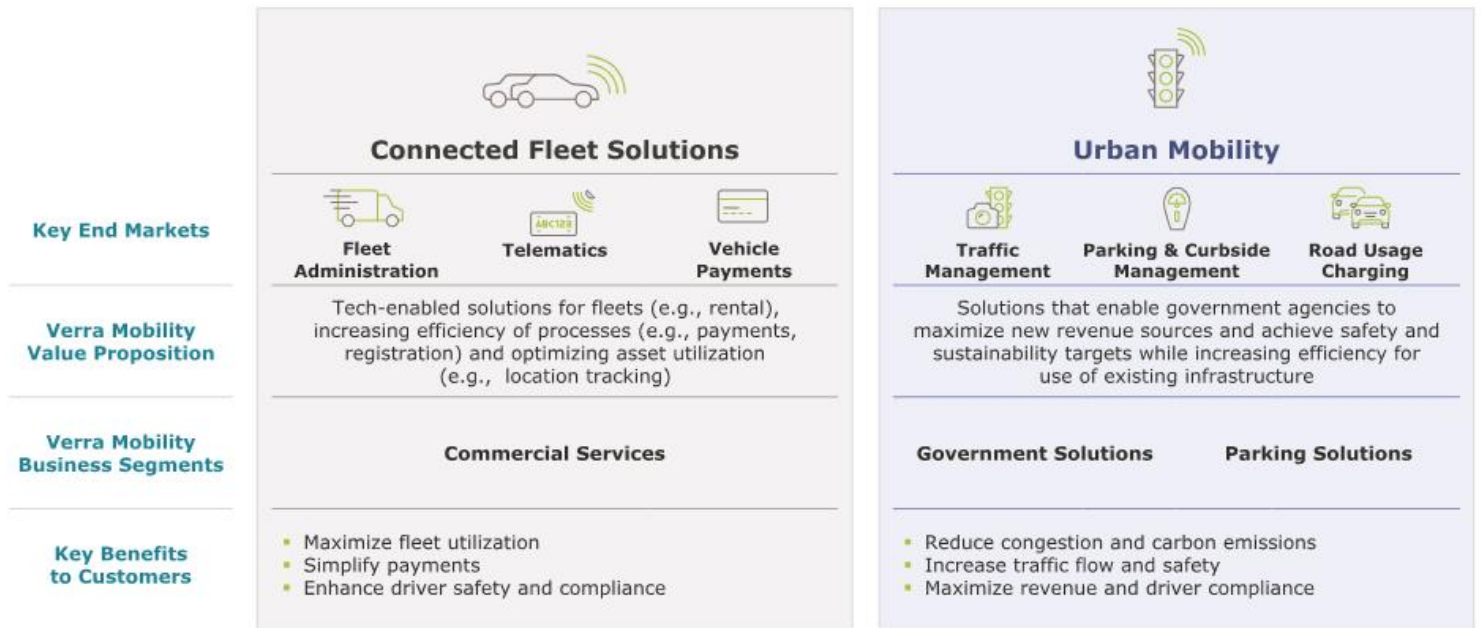 Connected Fleet Solutions
Urban Mobility
Key End Markets
Fleet
Administration
ABC123
Telematics
Vehicle
Payments
Traffic
Management
Parking & Curbside
Management
Road Usage
Charging
Verra Mobility
Value Proposition
Tech-enabled solutions for fleets (e.g., rental),
increasing efficiency of processes (e.g., payments,
registration) and optimizing asset utilization
(e.g., location tracking)
Solutions that enable government agencies to
maximize new revenue sources and achieve safety and
sustainability targets while increasing efficiency for
use of existing infrastructure
Verra Mobility
Business Segments
Commercial Services
Government Solutions
Parking Solutions
Key Benefits
to Customers
▪ Maximize fleet utilization
▪ Simplify payments
▪ Enhance driver safety and compliance
▪ Reduce congestion and carbon emissions
▪ Increase traffic flow and safety
▪ Maximize revenue and driver compliance